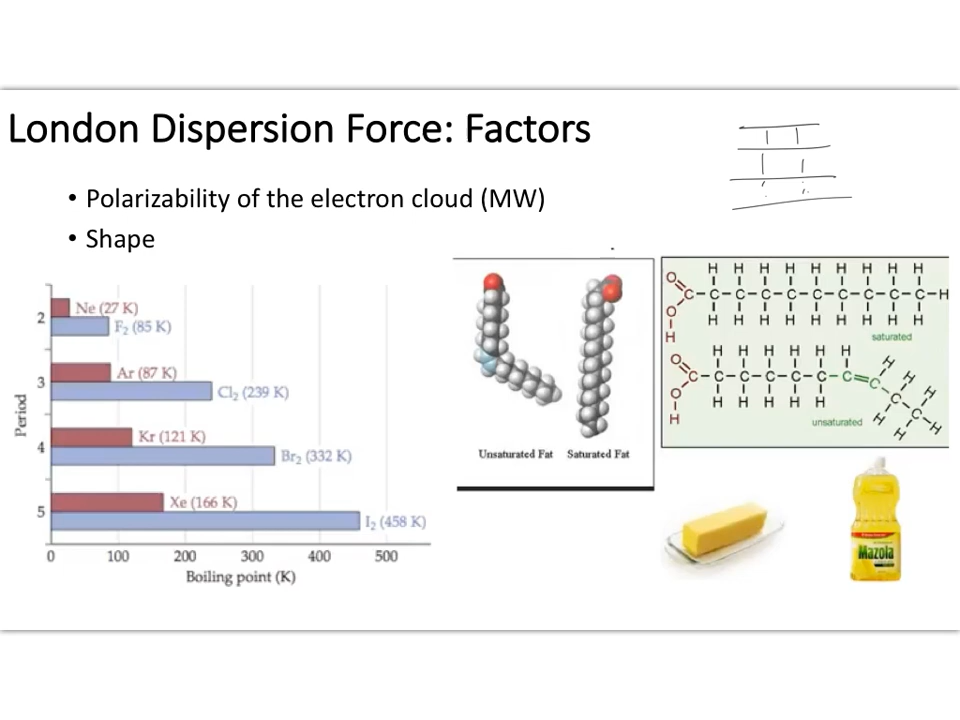 London Dispersion Force: Factors
• Polarizability of the electron cloud (MW)
• Shape
Period
2
Ne (27 K)
F₂ (85 K)
3
Ar (87 K)
Cl₂ (239 K)
4
Kr (121 K)
Br₂ (332 K)
5
Xe (166 K)
I₂ (458 K)
0 100 200 300 400 500
Boiling point (K)
Unsaturated Fat Saturated Fat
H H H H H H H H H
O=C–C–C–C–C–C–C–C–C–C–H
O H H H H H H H H H
H
saturated
H H H H H H H H
O=C–C–C–C–C–C–C=C–C–C–H
O H H H H H H H H
H
unsaturated
Mazola